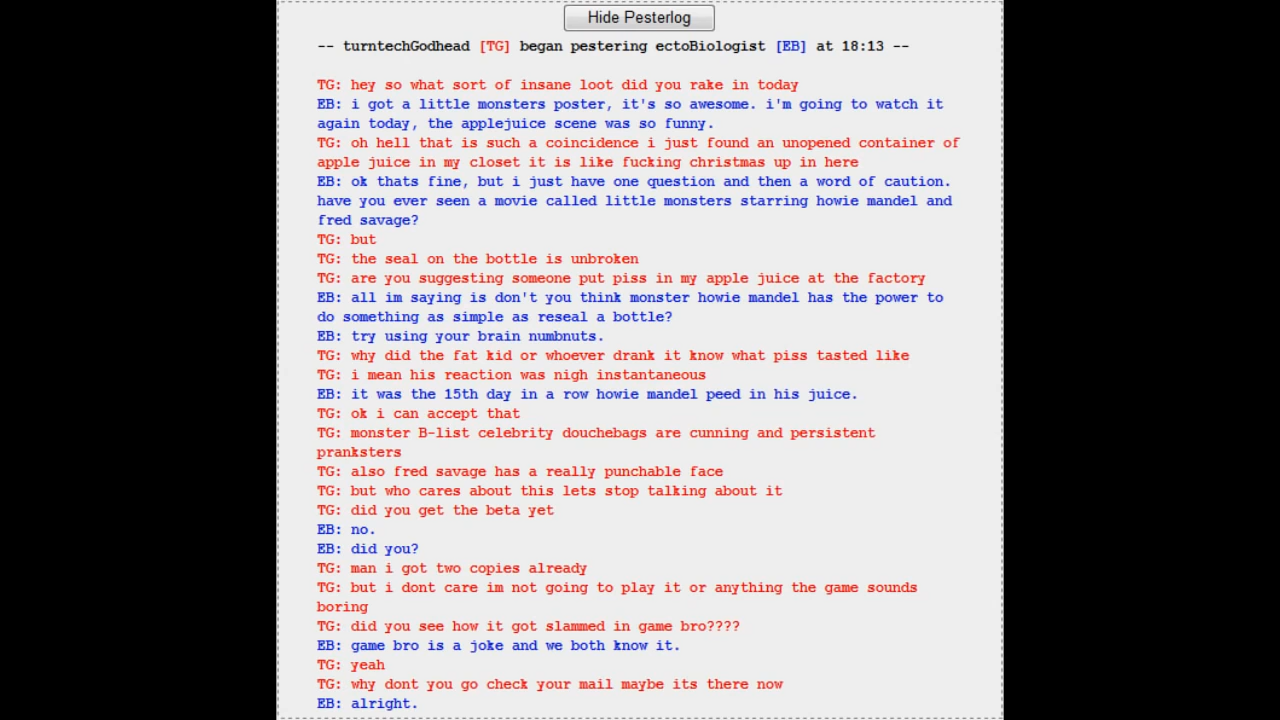 Hide Pesterlog
-- turntechGodhead [TG] began pestering ectoBiologist [EB] at 18:13 --
TG: hey so what sort of insane loot did you rake in today
EB: i got a little monsters poster, it's so awesome. i'm going to watch it
again today, the applejuice scene was so funny.
TG: oh hell that is such a coincidence i just found an unopened container of
apple juice in my closet it is like fucking christmas up in here
EB: ok thats fine, but i just have one question and then a word of caution.
have you ever seen a movie called little monsters starring howie mandel and
fred savage?
TG: but
TG: the seal on the bottle is unbroken
TG: are you suggesting someone put piss in my apple juice at the factory
EB: all im saying is don't you think monster howie mandel has the power to
do something as simple as reseal a bottle?
EB: try using your brain numbnuts.
TG: why did the fat kid or whoever drank it know what piss tasted like
TG: i mean his reaction was nigh instantaneous
EB: it was the 15th day in a row howie mandel peed in his juice.
TG: ok i can accept that
TG: monster B-list celebrity douchebags are cunning and persistent
pranksters
TG: also fred savage has a really punchable face
TG: but who cares about this lets stop talking about it
TG: did you get the beta yet
EB: no.
EB: did you?
TG: man i got two copies already
TG: but i dont care im not going to play it or anything the game sounds
boring
TG: did you see how it got slammed in game bro????
EB: game bro is a joke and we both know it.
TG: yeah
TG: why dont you go check your mail maybe its there now
EB: alright.